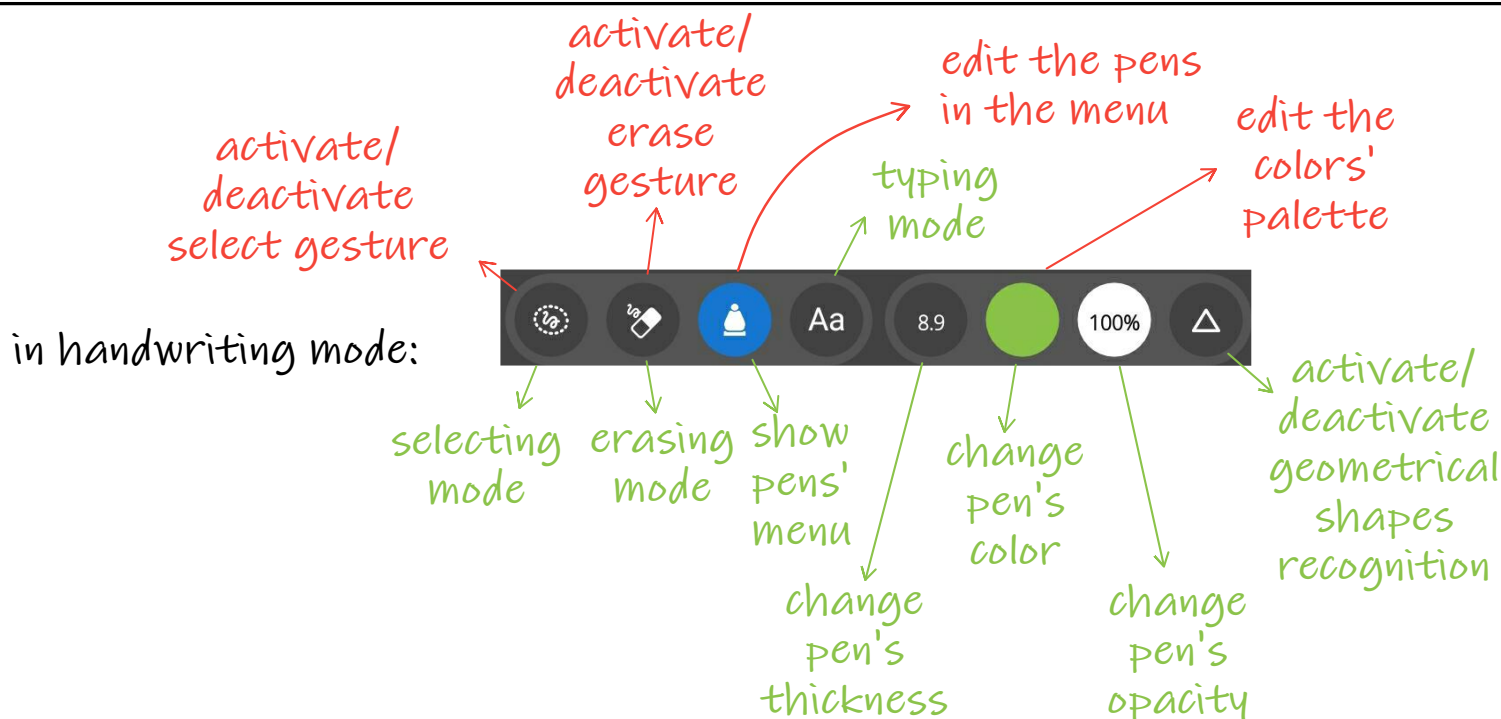 activate/
deactivate
select gesture
activate/
deactivate
erase
gesture
edit the pens
in the menu
typing
mode
edit the
colors'
palette
in handwriting mode:
Aa
8.9
100%
selecting
mode
erasing
mode
show
pens'
menu
change
pen's
thickness
change
pen's
color
change
pen's
opacity
activate/
deactivate
geometrical
shapes
recognition